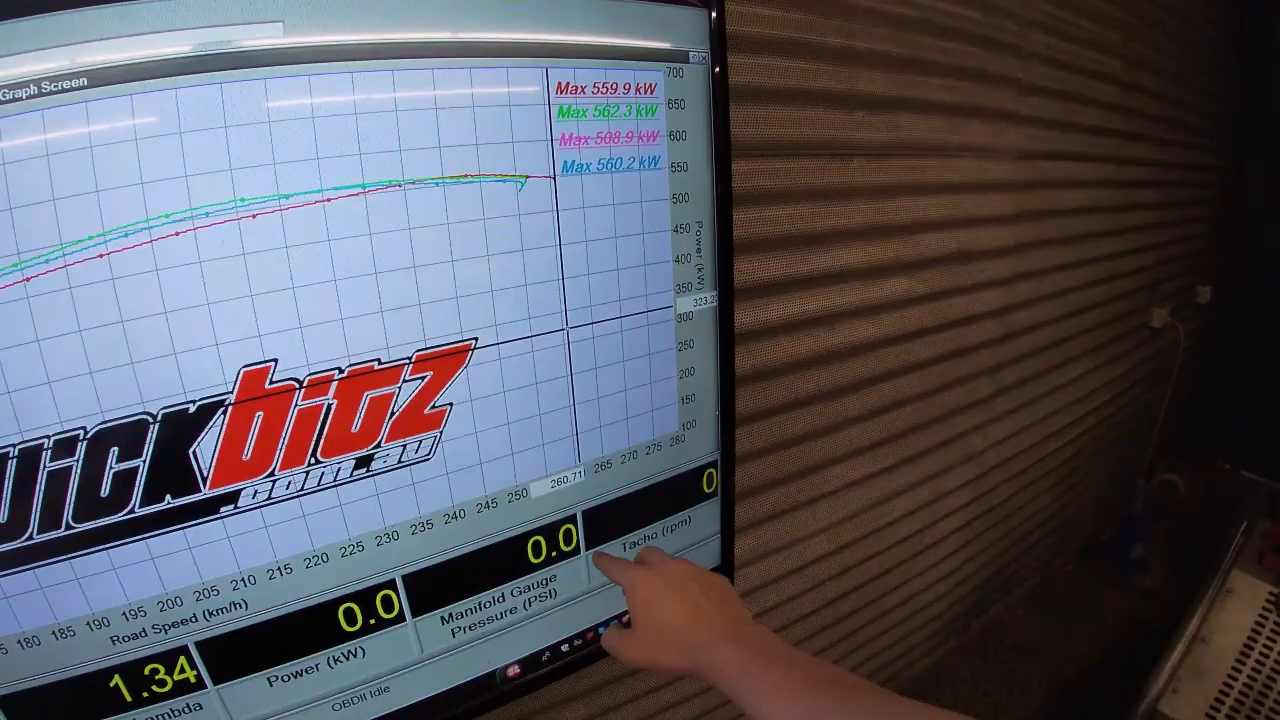 Graph Screen
Max 559.9 kW
Max 562.3 kW
Max 508.9 kW
Max 560.2 kW
700
650
600
550
500
450
400
350
323.23
300
250
200
150
100
Power (kW)
bitz
.com.au
180 185 190 195 200 205 210 215 220 225 230 235 240 245 250 260.71 265 270 275 280
Road Speed (km/h)
1.34
0.0
Power (kW)
0.0
Manifold Gauge
Pressure (PSI)
0
Tacho (rpm)
OBDII Idle